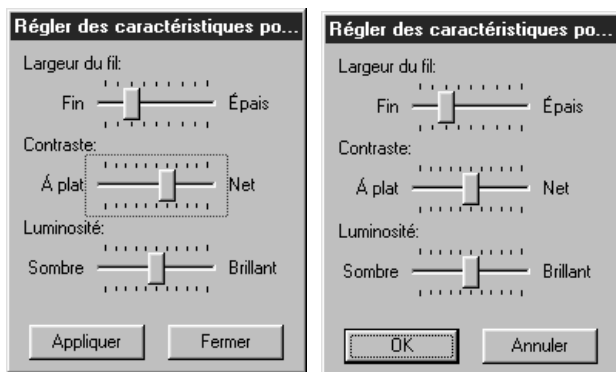 Régler des caractéristiques po...
Largeur du fil:
Fin Épais
Contraste:
Á plat Net
Luminosité:
Sombre Brillant
Appliquer Fermer
Régler des caractéristiques po...
Largeur du fil:
Fin Épais
Contraste:
Á plat Net
Luminosité:
Sombre Brillant
OK Annuler